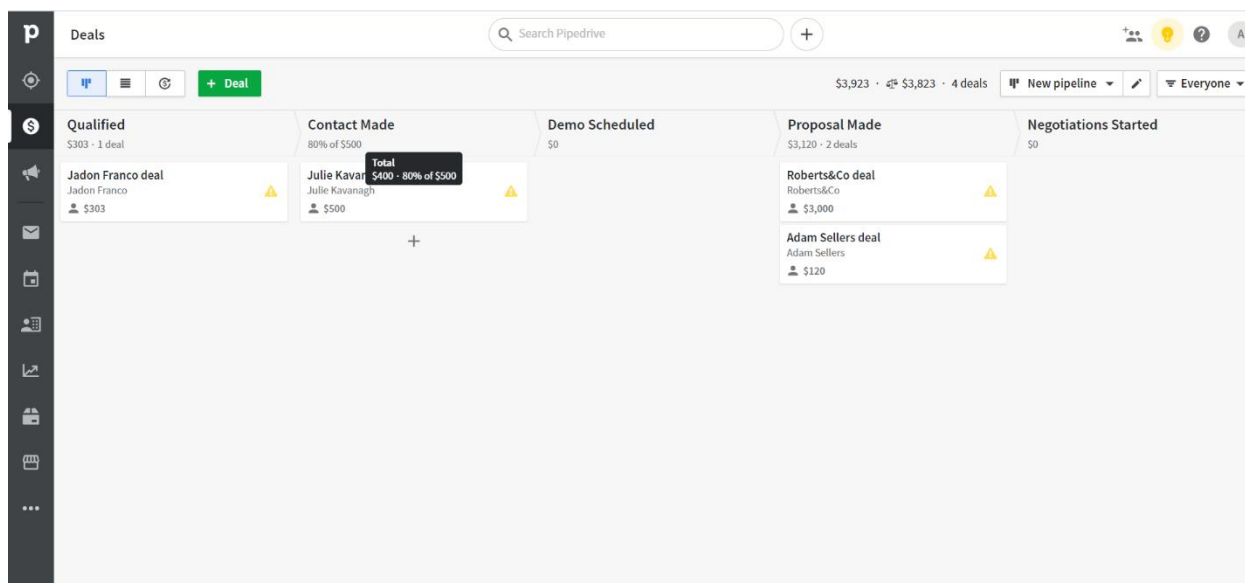 p
Deals
Search Pipedrive
A
+ Deal
$3,923 · $3,823 · 4 deals
New pipeline
Everyone
Qualified
$303 · 1 deal
Contact Made
80% of $500
Demo Scheduled
$0
Proposal Made
$3,120 · 2 deals
Negotiations Started
$0
Total
$400 · 80% of $500
Jadon Franco deal
Jadon Franco
$303
Julie Kava
Julie Kavanagh
$500
Roberts&Co deal
Roberts&Co
$3,000
Adam Sellers deal
Adam Sellers
$120